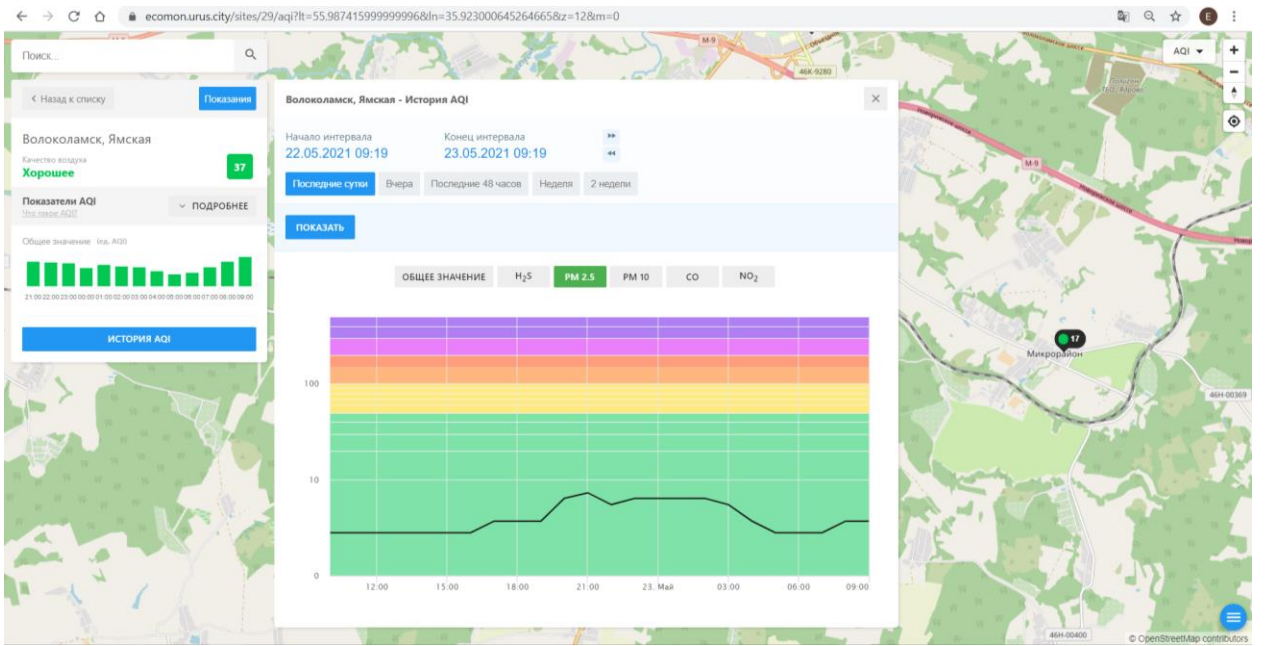 ecomon.urus.city/sites/29/aqi?lt=55.987415999999996&ln=35.923000645264665&z=12&m=0
E
Поиск...
AQI
+
−
< Назад к списку
Показания
Волоколамск, Ямская
Качество воздуха
Хорошее
37
Показатели AQI
Что такое AQI?
ПОДРОБНЕЕ
Общее значение (ед. AQI)
21:00 22:00 23:00 00:00 01:00 02:00 03:00 04:00 05:00 06:00 07:00 08:00 09:00
ИСТОРИЯ AQI
Волоколамск, Ямская - История AQI
×
Начало интервала
Конец интервала
22.05.2021 09:19
23.05.2021 09:19
Последние сутки
Вчера
Последние 48 часов
Неделя
2 недели
ПОКАЗАТЬ
ОБЩЕЕ ЗНАЧЕНИЕ
H₂S
PM 2.5
PM 10
CO
NO₂
100
10
0
12:00
15:00
18:00
21:00
23. Май
03:00
06:00
09:00
М-9
46К-9280
М-9
Новорижское шоссе
17
Микрорайон
46Н-00369
46Н-00400
© OpenStreetMap contributors